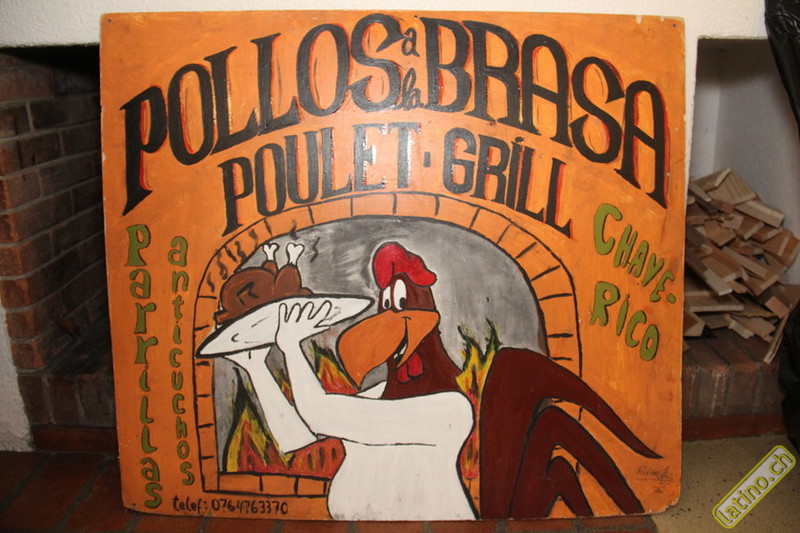 POLLOS a la BRASA
POULET · GRILL
Parrillas
anticuchos
CHAVE-
RICO
telef: 0764763370
latino.ch